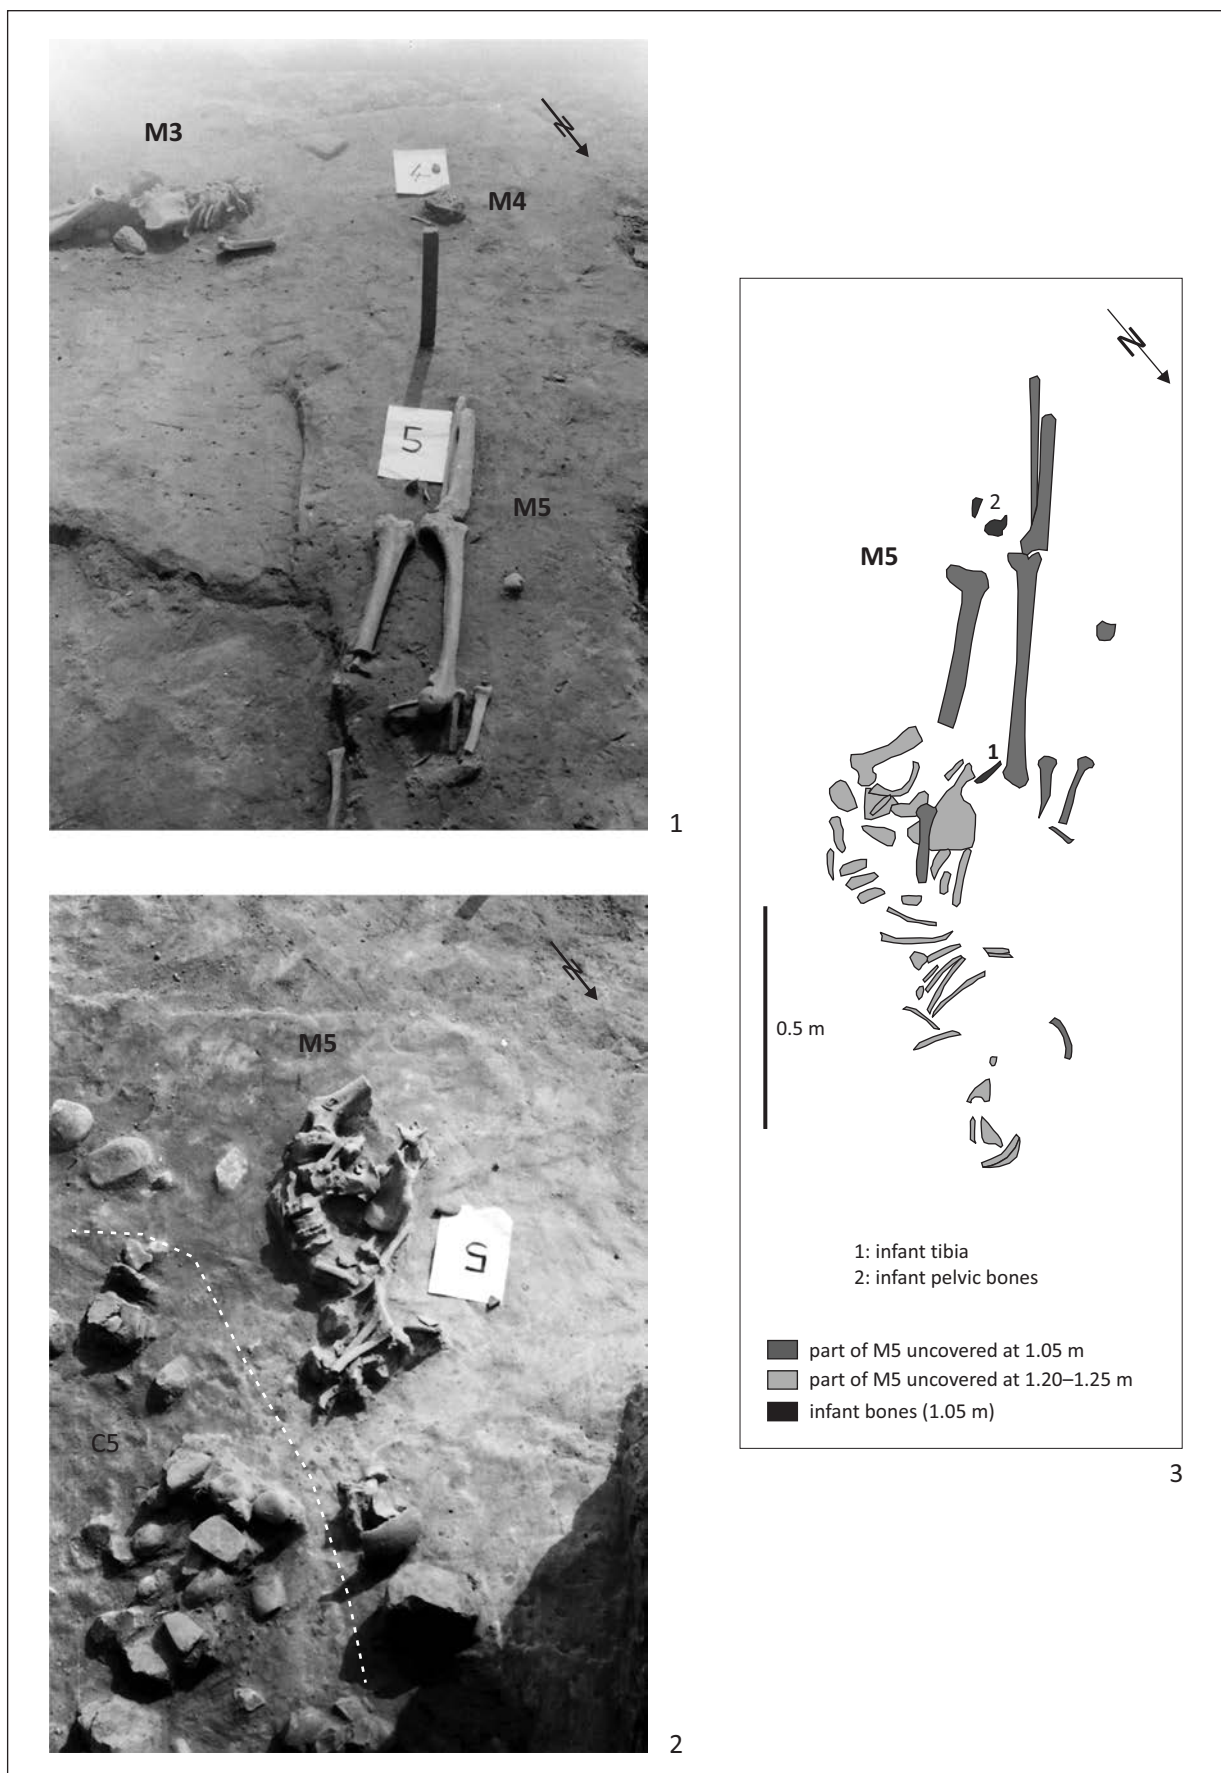 M3
N
4
M4
5
M5
1
N
M5
5
C5
2
N
2
M5
1
0.5 m
1: infant tibia
2: infant pelvic bones
part of M5 uncovered at 1.05 m
part of M5 uncovered at 1.20–1.25 m
infant bones (1.05 m)
3